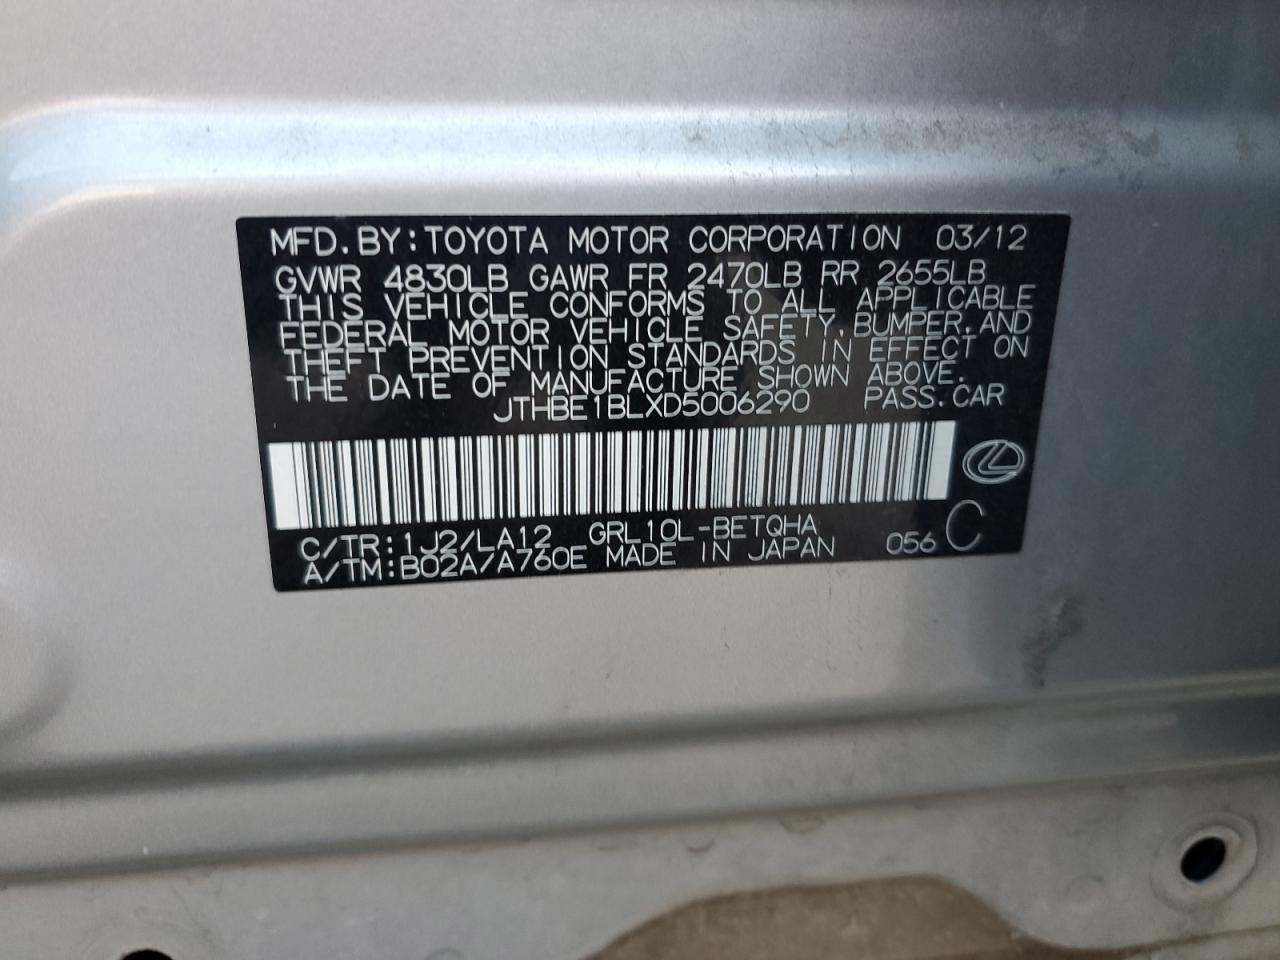 MFD. BY: TOYOTA MOTOR CORPORATION 03/12
GVWR 4830LB GAWR FR 2470LB RR 2655LB
THIS VEHICLE CONFORMS TO ALL APPLICABLE
FEDERAL MOTOR VEHICLE SAFETY, BUMPER, AND
THEFT PREVENTION STANDARDS IN EFFECT ON
THE DATE OF MANUFACTURE SHOWN ABOVE.
JTHBE1BLXD5006290 PASS. CAR
C/TR: 1J2/LA12 GRL10L-BETQHA
A/TM: B02A/A760E MADE IN JAPAN 056 C